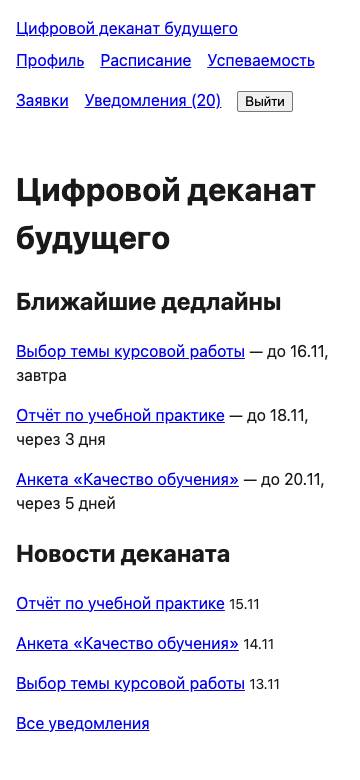 Цифровой деканат будущего
Профиль Расписание Успеваемость
Заявки Уведомления (20) Выйти
Цифровой деканат
будущего
Ближайшие дедлайны
Выбор темы курсовой работы — до 16.11,
завтра
Отчёт по учебной практике — до 18.11,
через 3 дня
Анкета «Качество обучения» — до 20.11,
через 5 дней
Новости деканата
Отчёт по учебной практике 15.11
Анкета «Качество обучения» 14.11
Выбор темы курсовой работы 13.11
Все уведомления